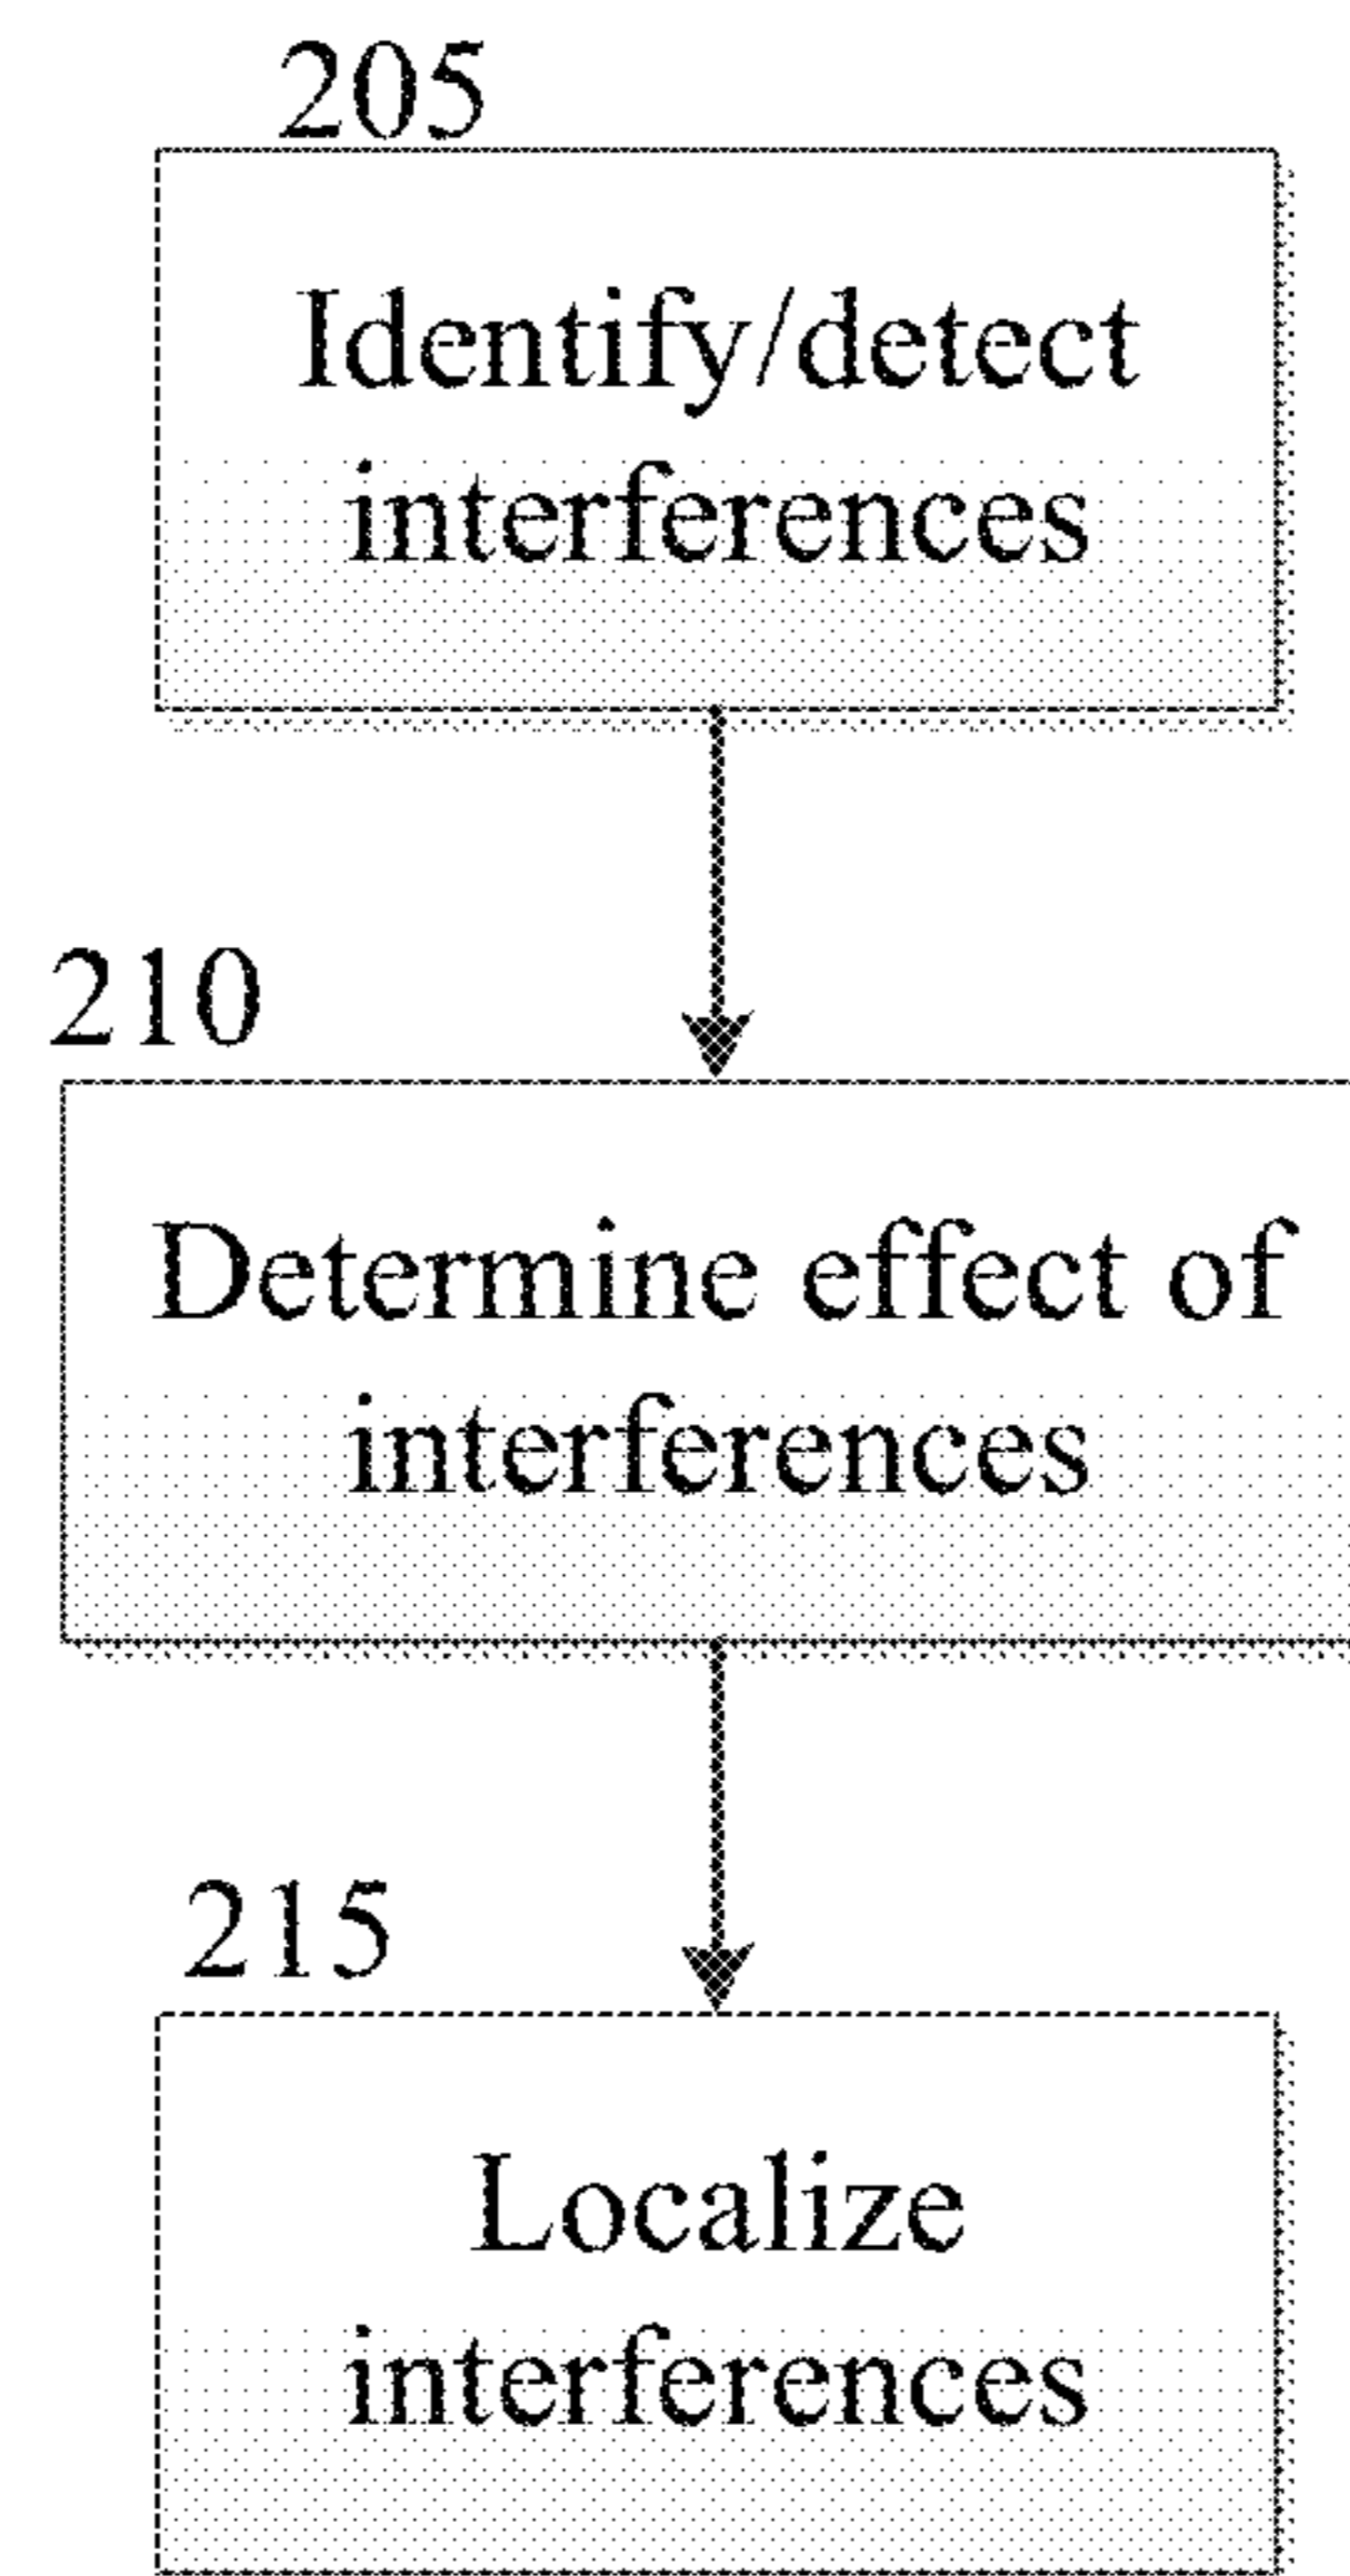 205
Identify/detect
interferences
210
Determine effect of
interferences
215
Localize
interferences